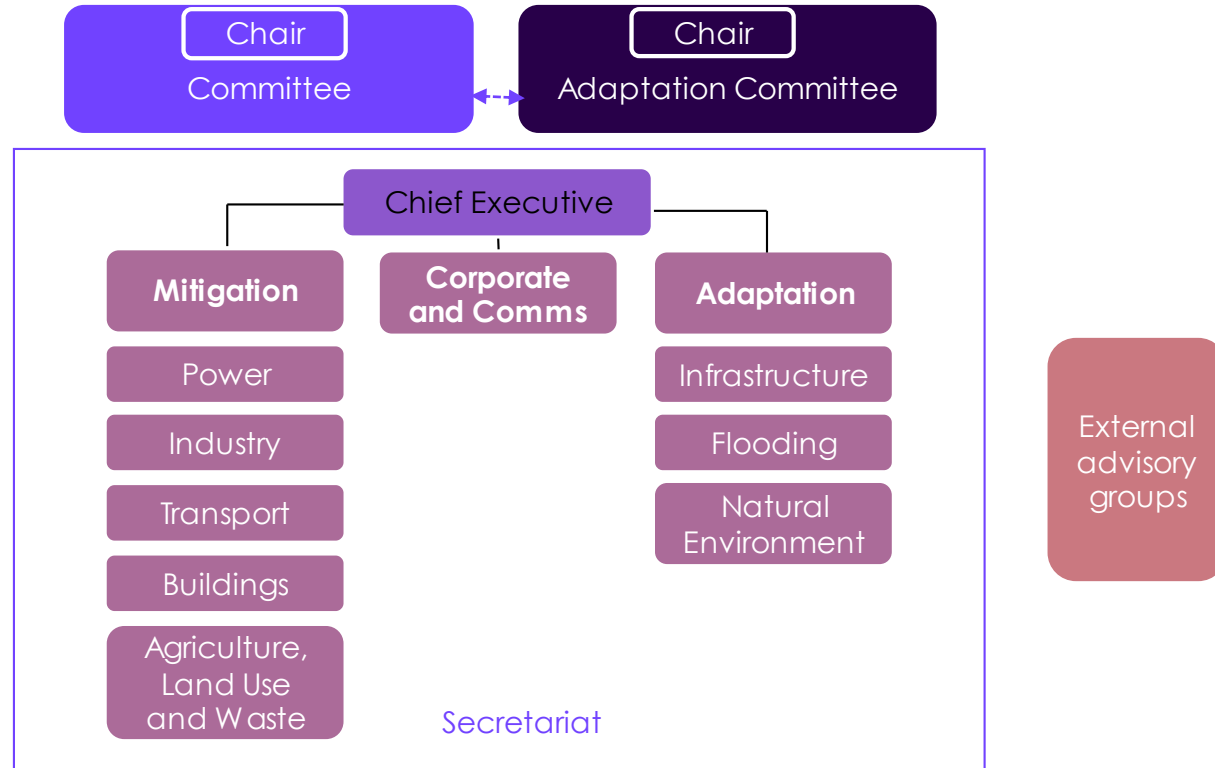 Chair
Committee
Chair
Adaptation Committee
Chief Executive
Mitigation
Corporate
and Comms
Adaptation
Power
Industry
Transport
Buildings
Agriculture,
Land Use
and Waste
Infrastructure
Flooding
Natural
Environment
Secretariat
External
advisory
groups